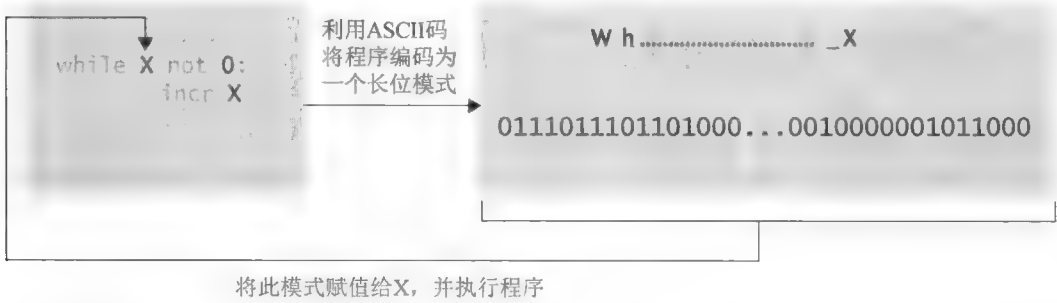 while X not 0:
incr X
利用ASCII码
将程序编码为
一个长位模式
W h............................ _X
0111011101101000...0010000001011000
将此模式赋值给X，并执行程序